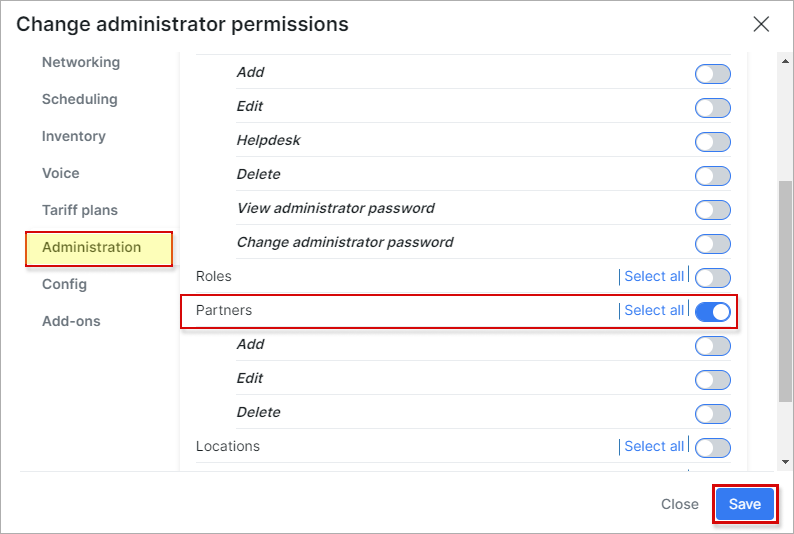 Change administrator permissions
Networking
Scheduling
Inventory
Voice
Tariff plans
Administration
Config
Add-ons
Add
Edit
Helpdesk
Delete
View administrator password
Change administrator password
Roles Select all
Partners Select all
Add
Edit
Delete
Locations Select all
Close Save